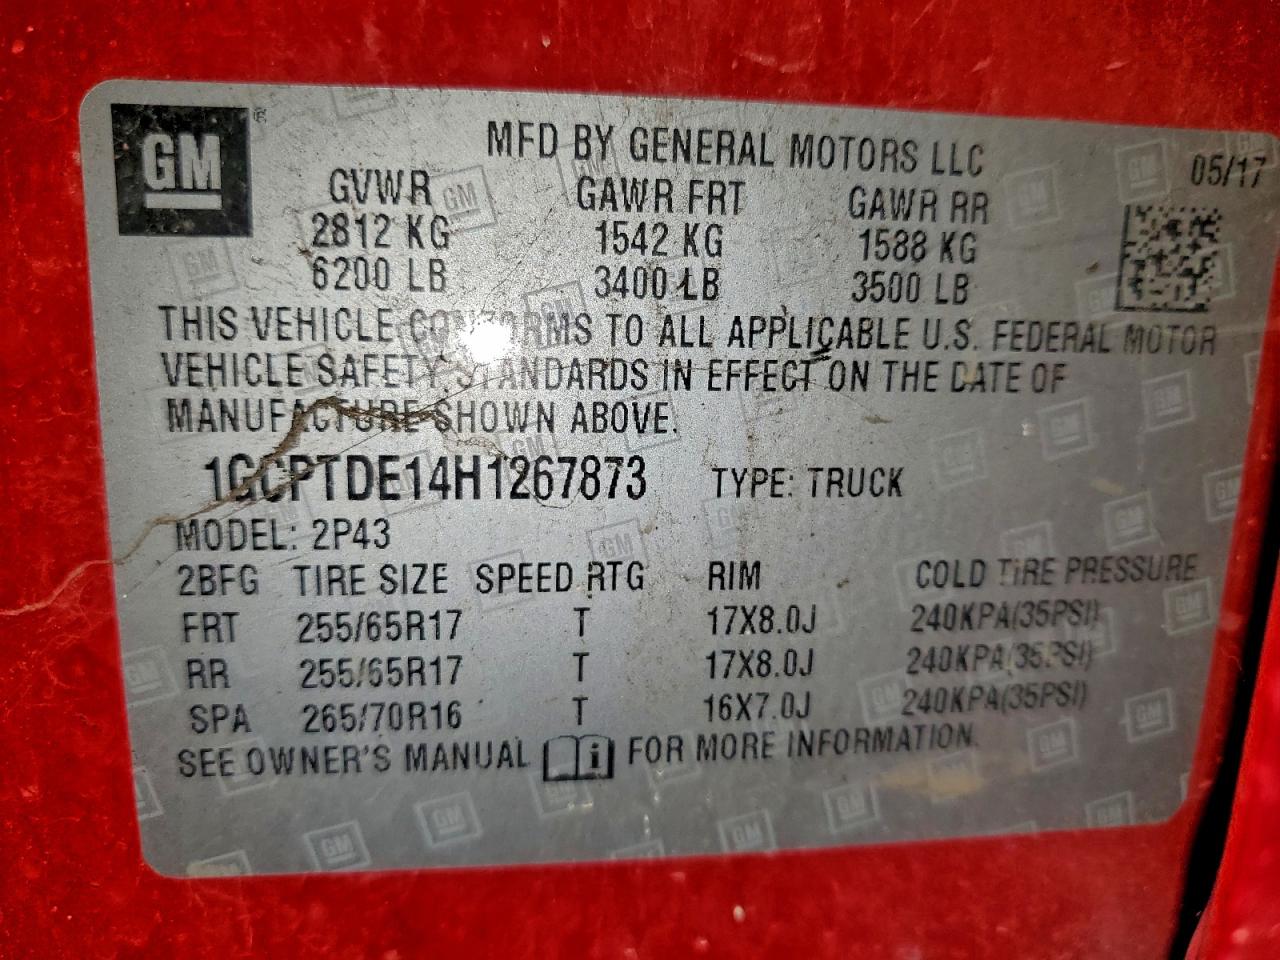 GM
MFD BY GENERAL MOTORS LLC
05/17
GVWR GAWR FRT GAWR RR
2812 KG 1542 KG 1588 KG
6200 LB 3400 LB 3500 LB
THIS VEHICLE CONFORMS TO ALL APPLICABLE U.S. FEDERAL MOTOR
VEHICLE SAFETY STANDARDS IN EFFECT ON THE DATE OF
MANUFACTURE SHOWN ABOVE.
1GCPTDE14H1267873 TYPE: TRUCK
MODEL: 2P43
2BFG TIRE SIZE SPEED RTG RIM COLD TIRE PRESSURE
FRT 255/65R17 T 17X8.0J 240KPA(35PSI)
RR 255/65R17 T 17X8.0J 240KPA(35PSI)
SPA 265/70R16 T 16X7.0J 240KPA(35PSI)
SEE OWNER'S MANUAL FOR MORE INFORMATION.